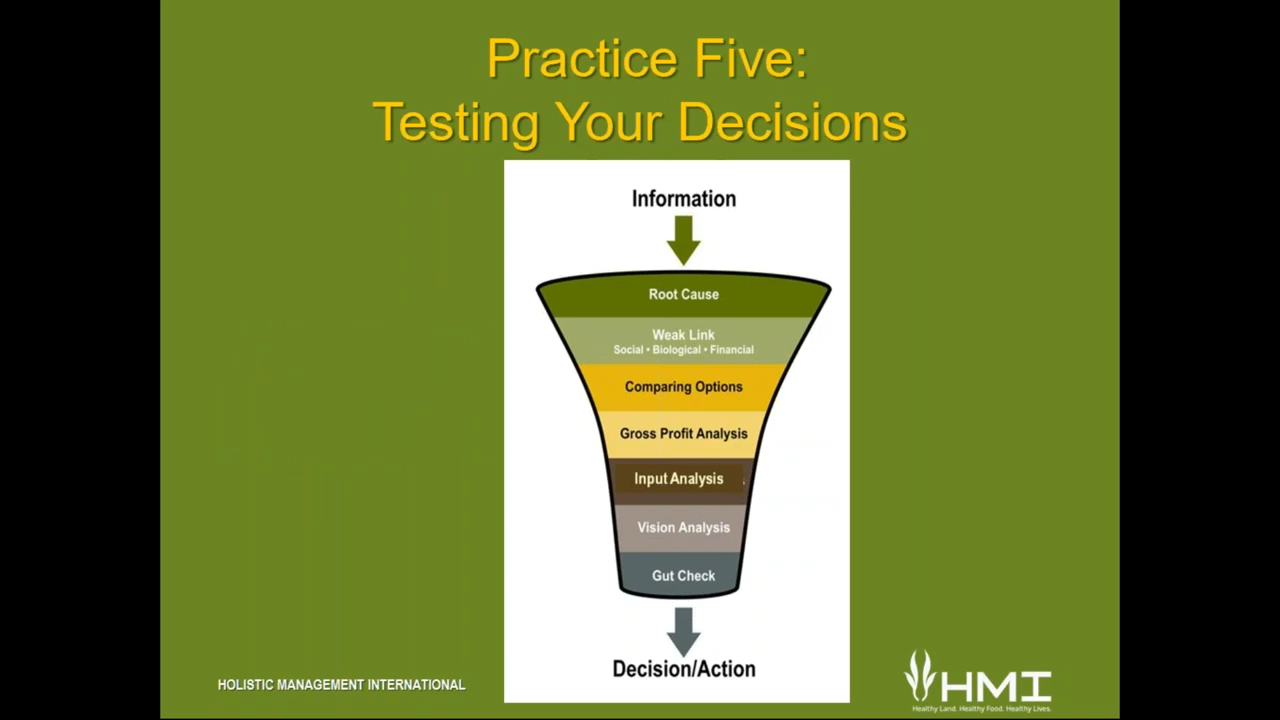 Practice Five:
Testing Your Decisions
Information
Root Cause
Weak Link
Social • Biological • Financial
Comparing Options
Gross Profit Analysis
Input Analysis
Vision Analysis
Gut Check
Decision/Action
HOLISTIC MANAGEMENT INTERNATIONAL
HMI
Healthy Land. Healthy Food. Healthy Lives.